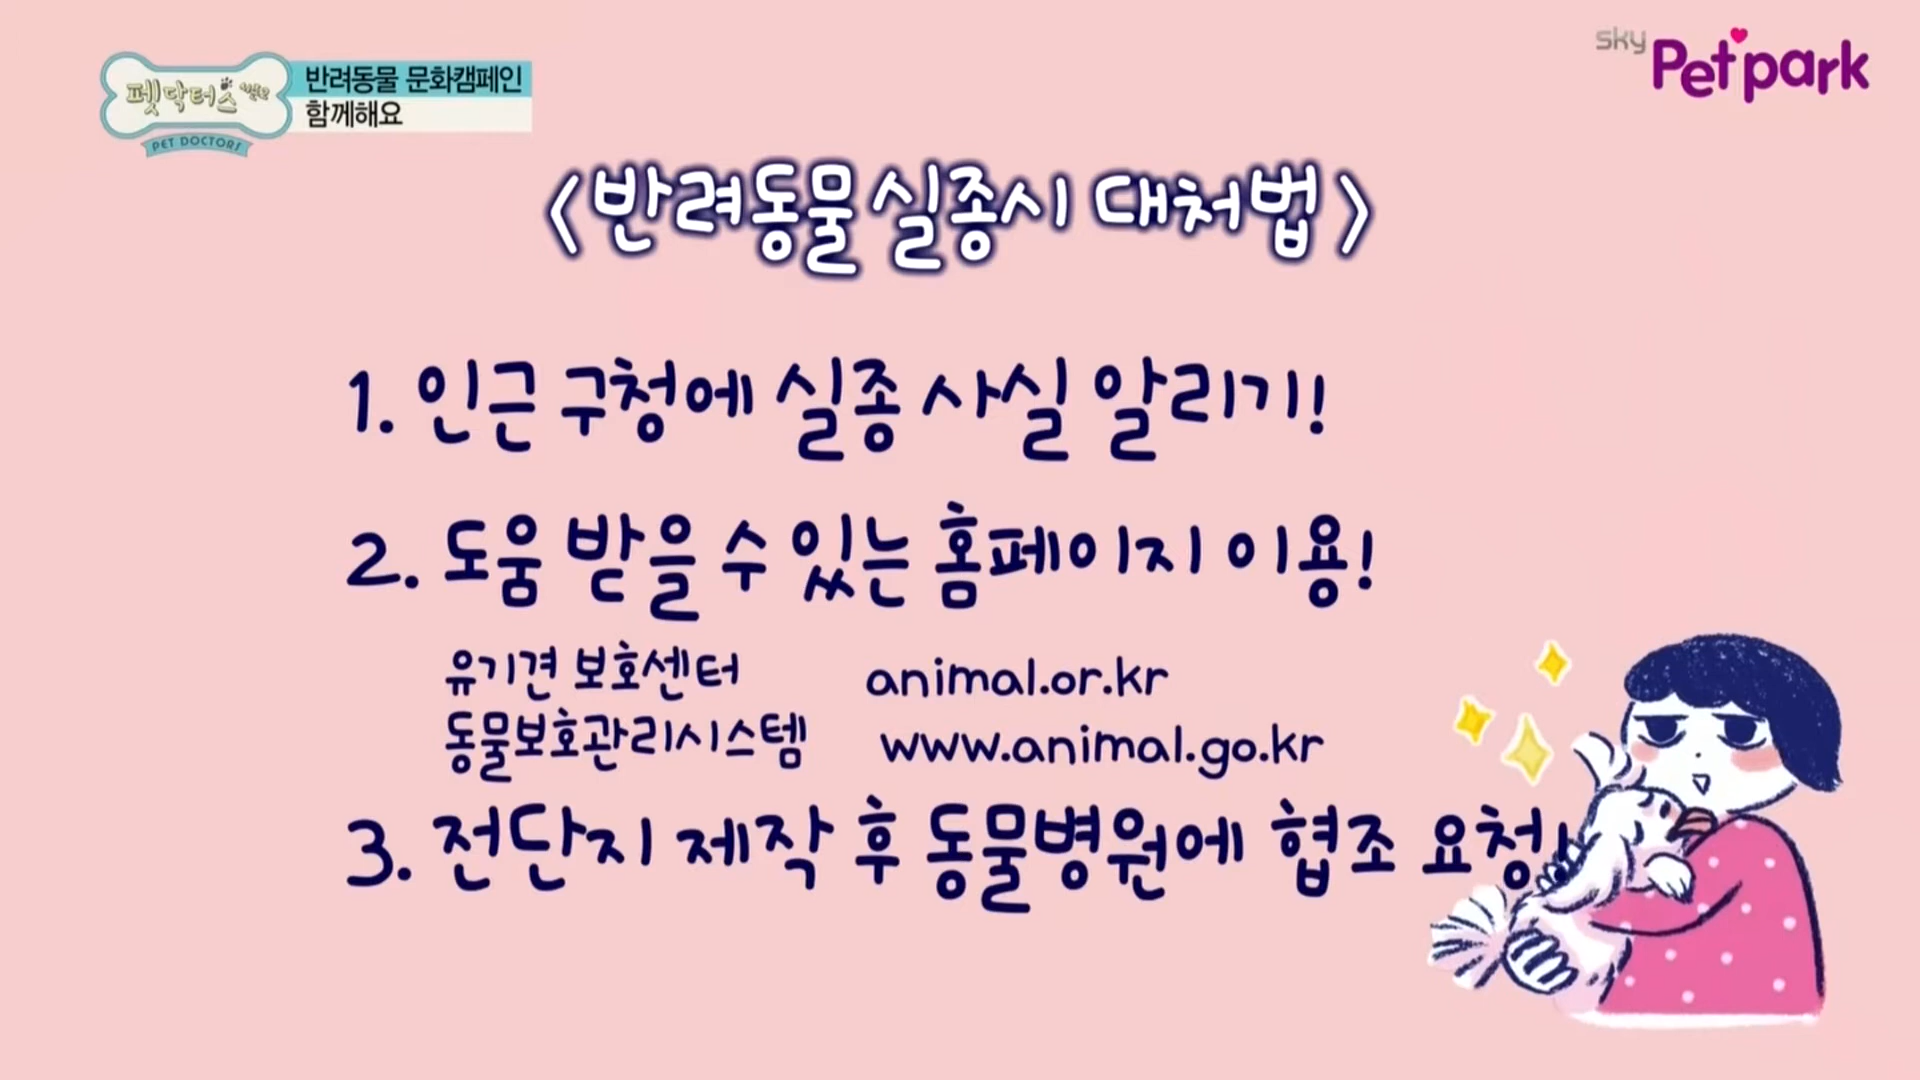 sky Petpark
펫닥터스
PET DOCTORS
반려동물 문화캠페인
함께해요
<반려동물 실종시 대처법>
1. 인근 구청에 실종 사실 알리기!
2. 도움 받을 수 있는 홈페이지 이용!
유기견 보호센터 animal.or.kr
동물보호관리시스템 www.animal.go.kr
3. 전단지 제작 후 동물병원에 협조 요청!